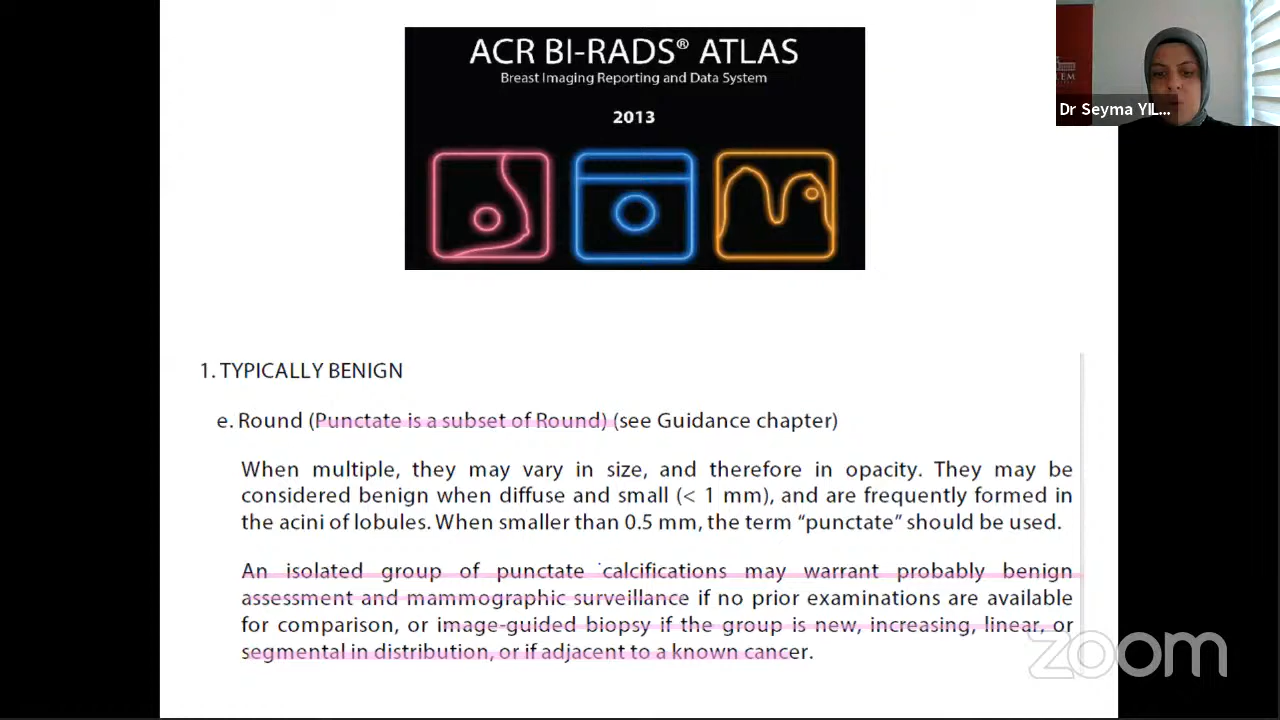 ACR BI-RADS® ATLAS
Breast Imaging Reporting and Data System
2013
Dr Seyma YIL...
1. TYPICALLY BENIGN
e. Round (Punctate is a subset of Round) (see Guidance chapter)
When multiple, they may vary in size, and therefore in opacity. They may be
considered benign when diffuse and small (< 1 mm), and are frequently formed in
the acini of lobules. When smaller than 0.5 mm, the term “punctate” should be used.
An isolated group of punctate calcifications may warrant probably benign
assessment and mammographic surveillance if no prior examinations are available
for comparison, or image-guided biopsy if the group is new, increasing, linear, or
segmental in distribution, or if adjacent to a known cancer.
zoom